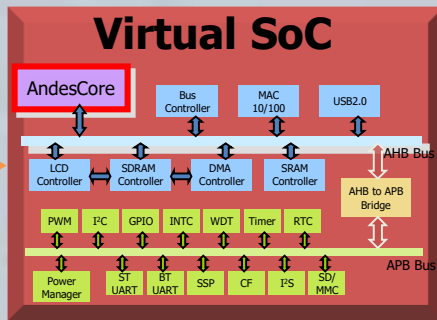 Virtual SoC
AndesCore
Bus
Controller
MAC
10/100
USB2.0
AHB Bus
LCD
Controller
SDRAM
Controller
DMA
Controller
SRAM
Controller
AHB to APB
Bridge
PWM
I²C
GPIO
INTC
WDT
Timer
RTC
APB Bus
Power
Manager
ST
UART
BT
UART
SSP
CF
I²S
SD/
MMC